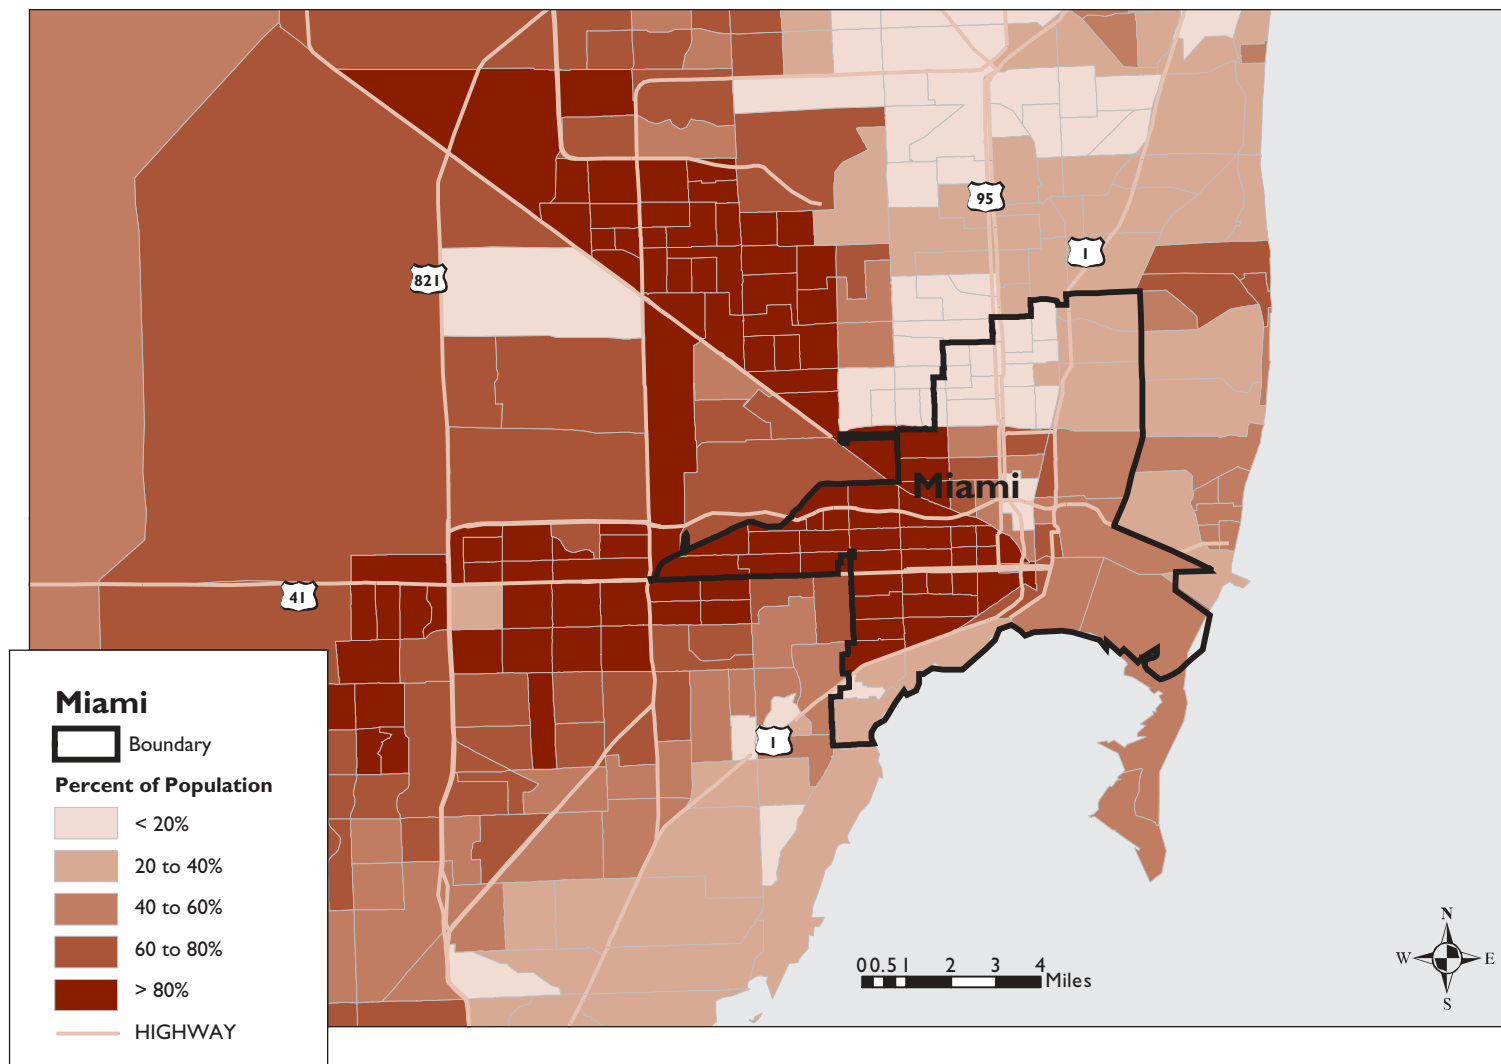 95
1
821
Miami
41
1
Miami
Boundary
Percent of Population
< 20%
20 to 40%
40 to 60%
60 to 80%
> 80%
HIGHWAY
0 0.5 1 2 3 4
Miles
N
W E
S